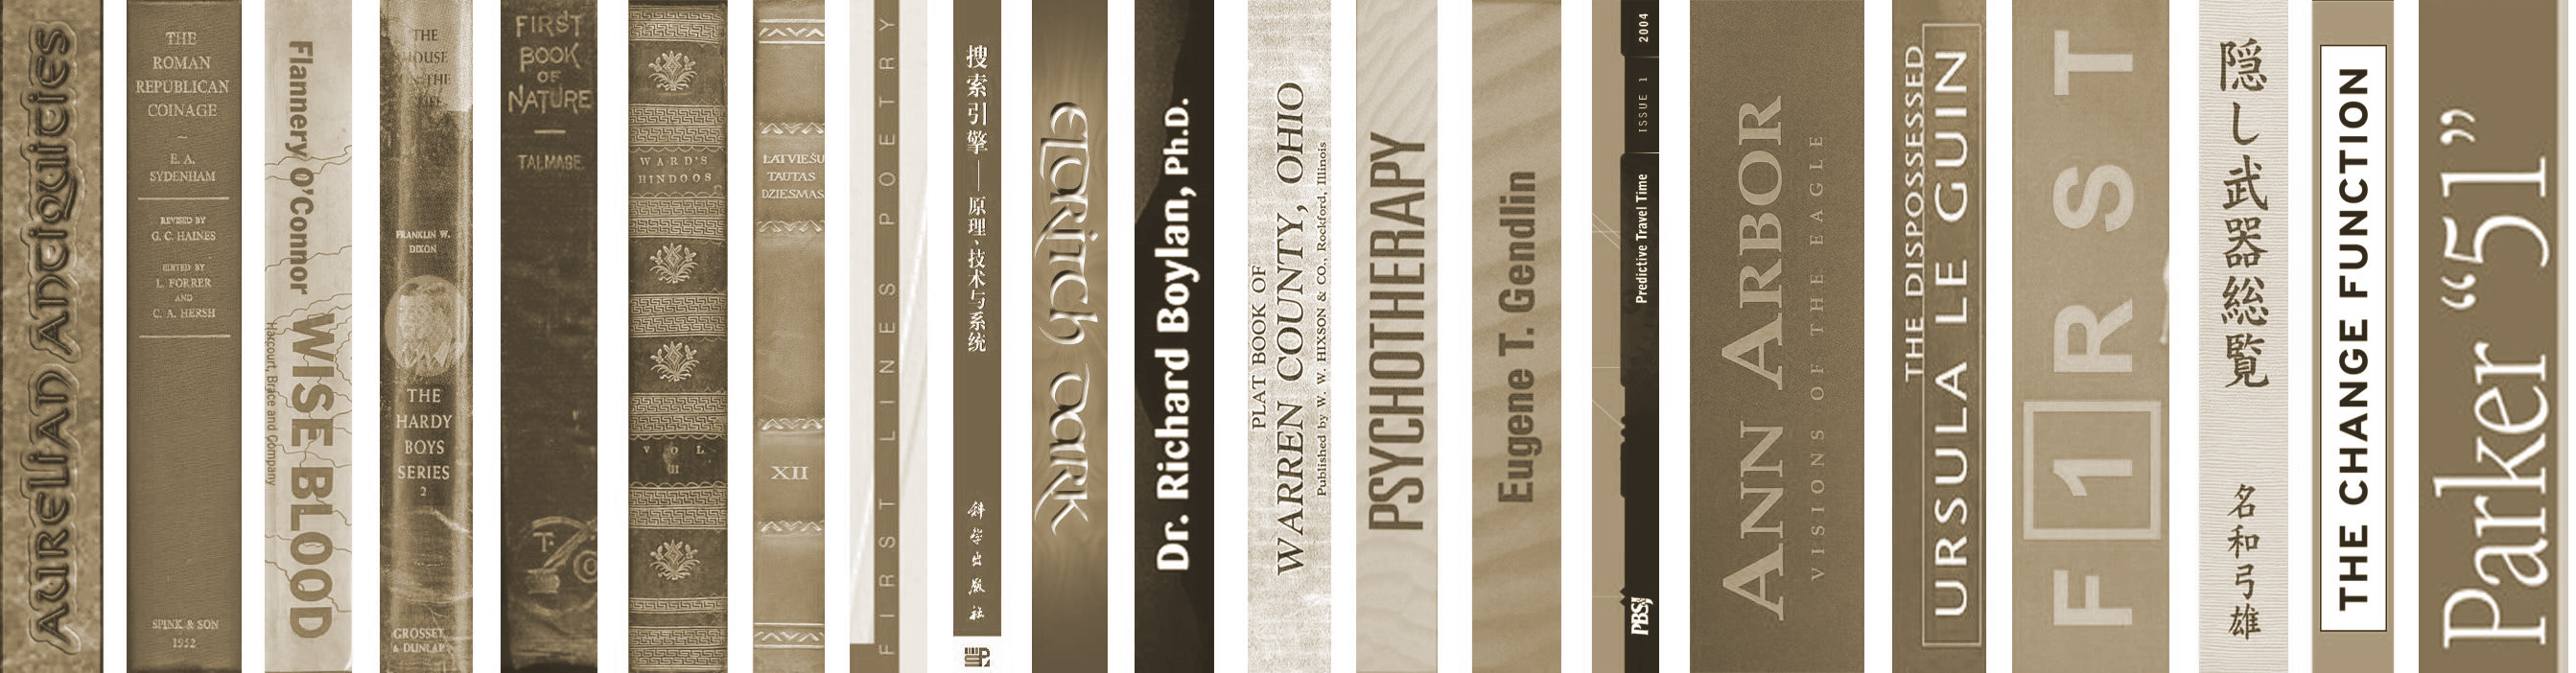 AURELIAN ANTIQUITIES
THE
ROMAN
REPUBLICAN
COINAGE
E. A.
SYDENHAM
REVISED BY
G. C. HAINES
EDITED BY
L. FORRER
AND
C. A. HERSH
SPINK & SON
1952
Flannery O'Connor
WISE BLOOD
Harcourt, Brace and Company
THE
HOUSE
ON THE
FRANKLIN W.
DIXON
THE
HARDY
BOYS
SERIES
2
GROSSET
& DUNLAP
FIRST
BOOK
OF
NATURE
TALMAGE
WARD'S
HINDOOS
VOL
III
LATVIEŠU
TAUTAS
DZIESMAS
XII
FIRST LINES POETRY
搜索引擎——原理、技术与系统
科学出版社
eldritch dark
Dr. Richard Boylan, Ph.D.
PLAT BOOK OF
WARREN COUNTY, OHIO
Published by W. W. HIXSON & CO., Rockford, Illinois
PSYCHOTHERAPY
Eugene T. Gendlin
PBSJ
Predictive Travel Time
ISSUE 1
2004
ANN ARBOR
VISIONS OF THE EAGLE
THE DISPOSSESSED
URSULA LE GUIN
F1RST
隠し武器総覧
名和弓雄
THE CHANGE FUNCTION
Parker “51”